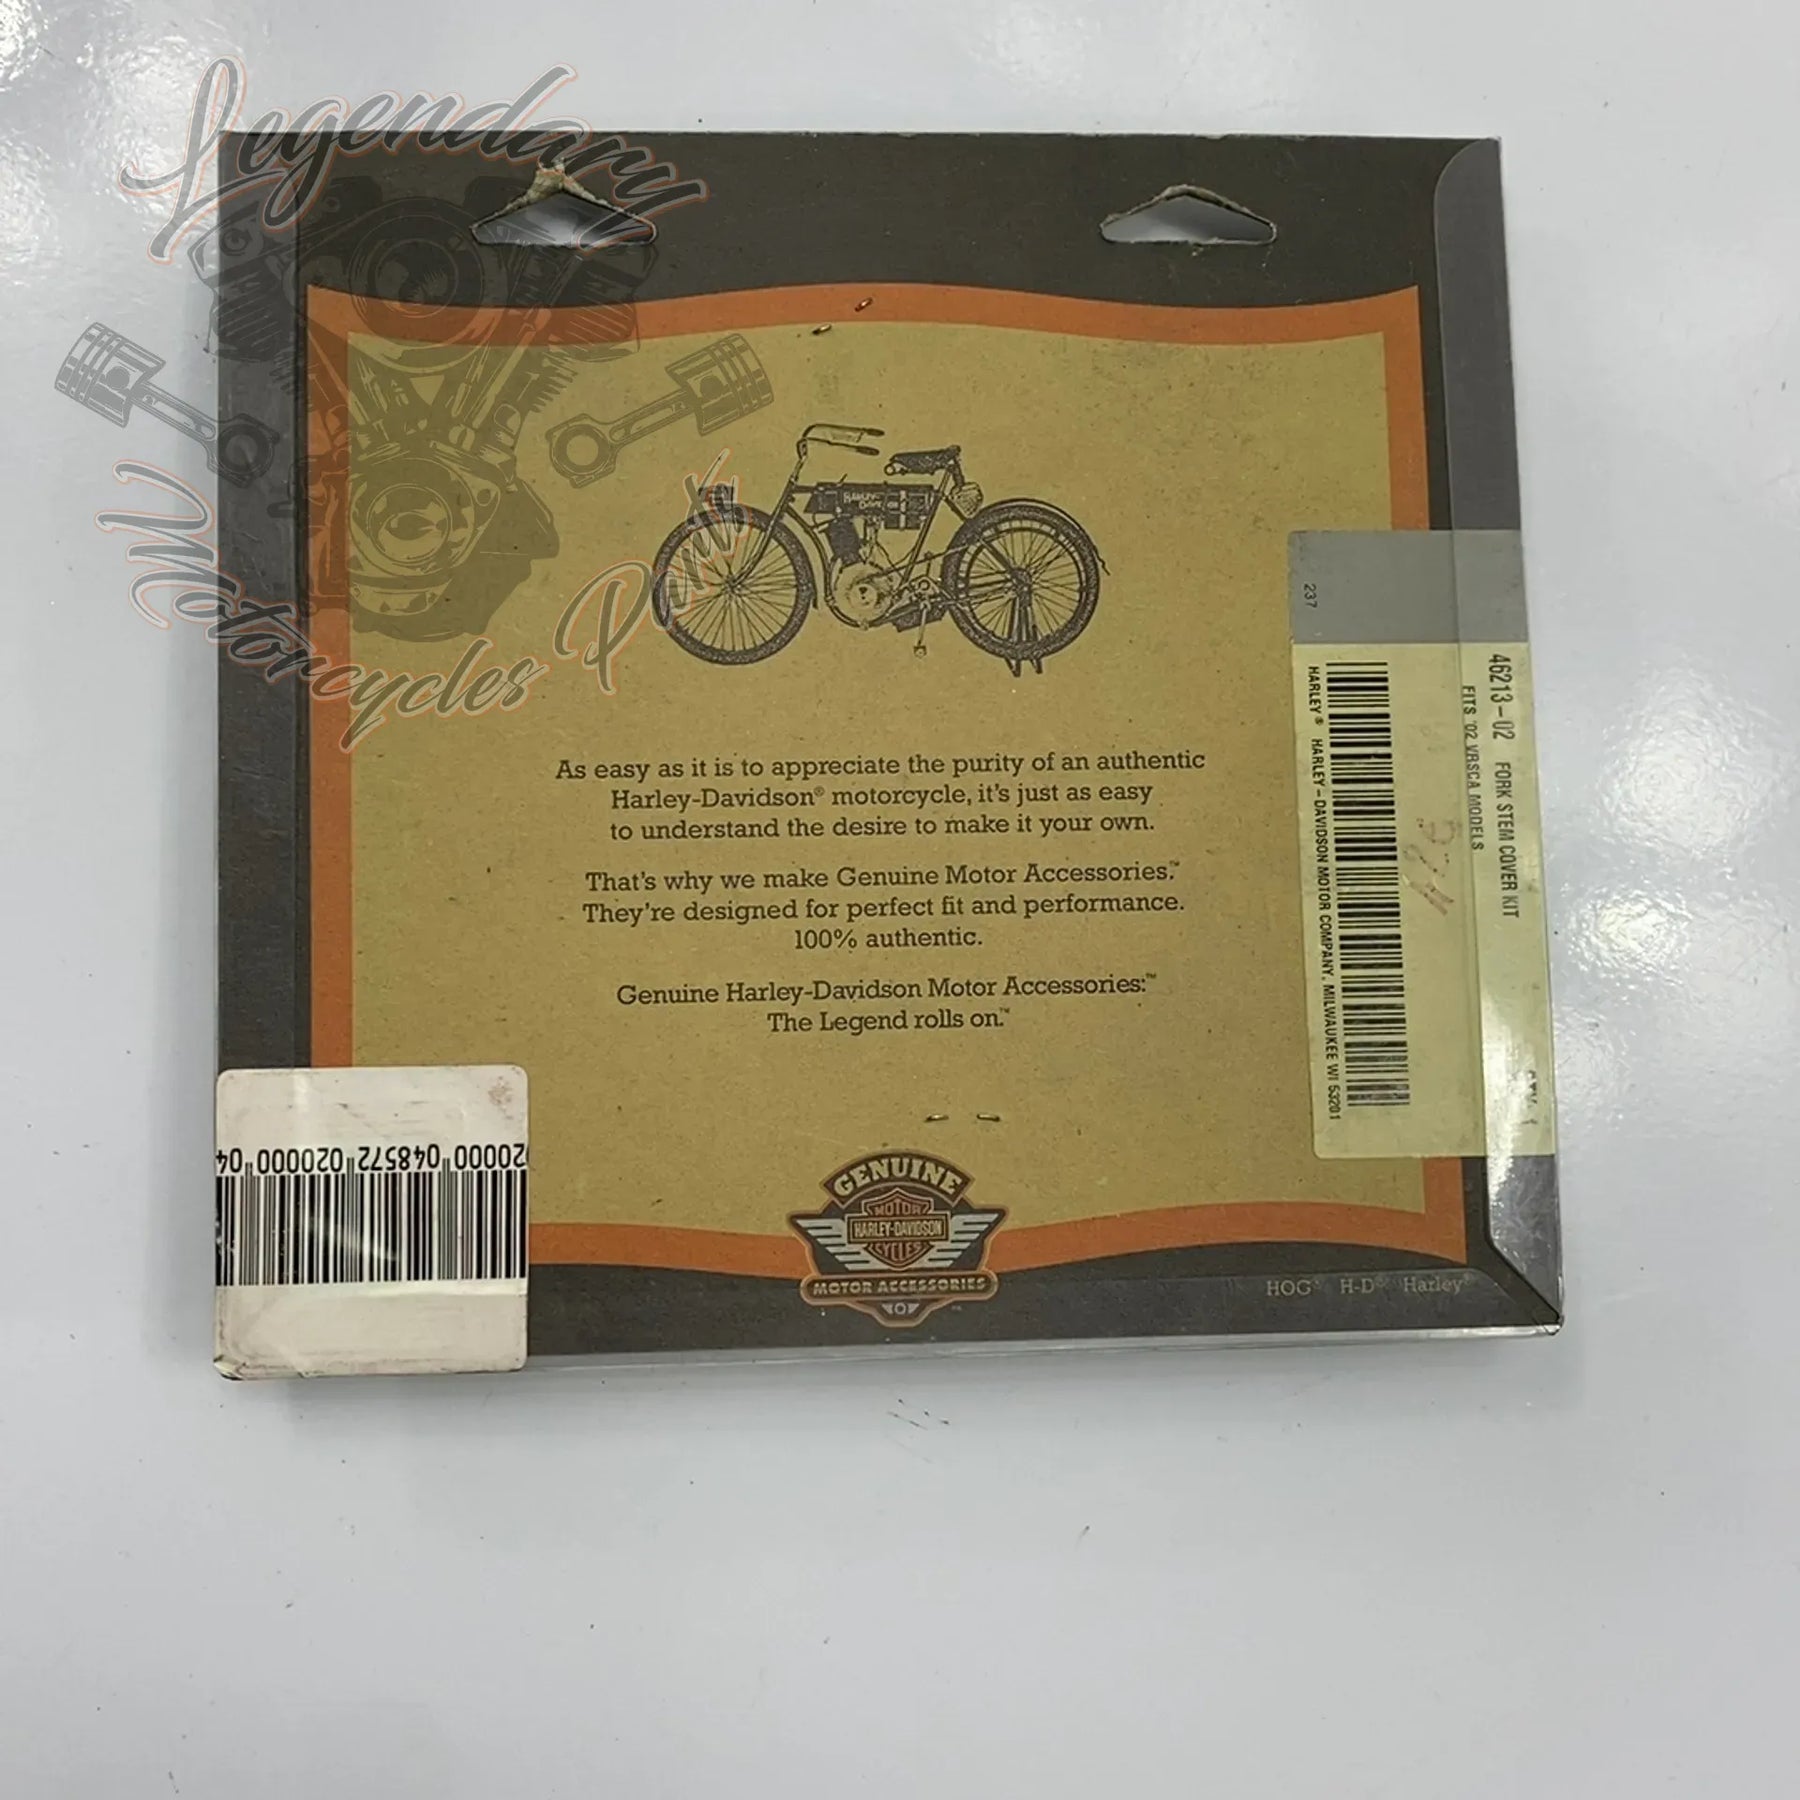 Legendary
Motorcycles Parts
HARLEY-
DAVIDSON
As easy as it is to appreciate the purity of an authentic
Harley-Davidson® motorcycle, it's just as easy
to understand the desire to make it your own.
That's why we make Genuine Motor Accessories.™
They're designed for perfect fit and performance.
100% authentic.
Genuine Harley-Davidson Motor Accessories:™
The Legend rolls on.™
GENUINE
MOTOR
HARLEY-DAVIDSON
CYCLES
MOTOR ACCESSORIES
HOG® H-D® Harley®
237
46213-02 FORK STEM COVER KIT
FITS '02 VRSCA MODELS
HARLEY® HARLEY-DAVIDSON MOTOR COMPANY, MILWAUKEE WI 53201
20000 048572 020000 04